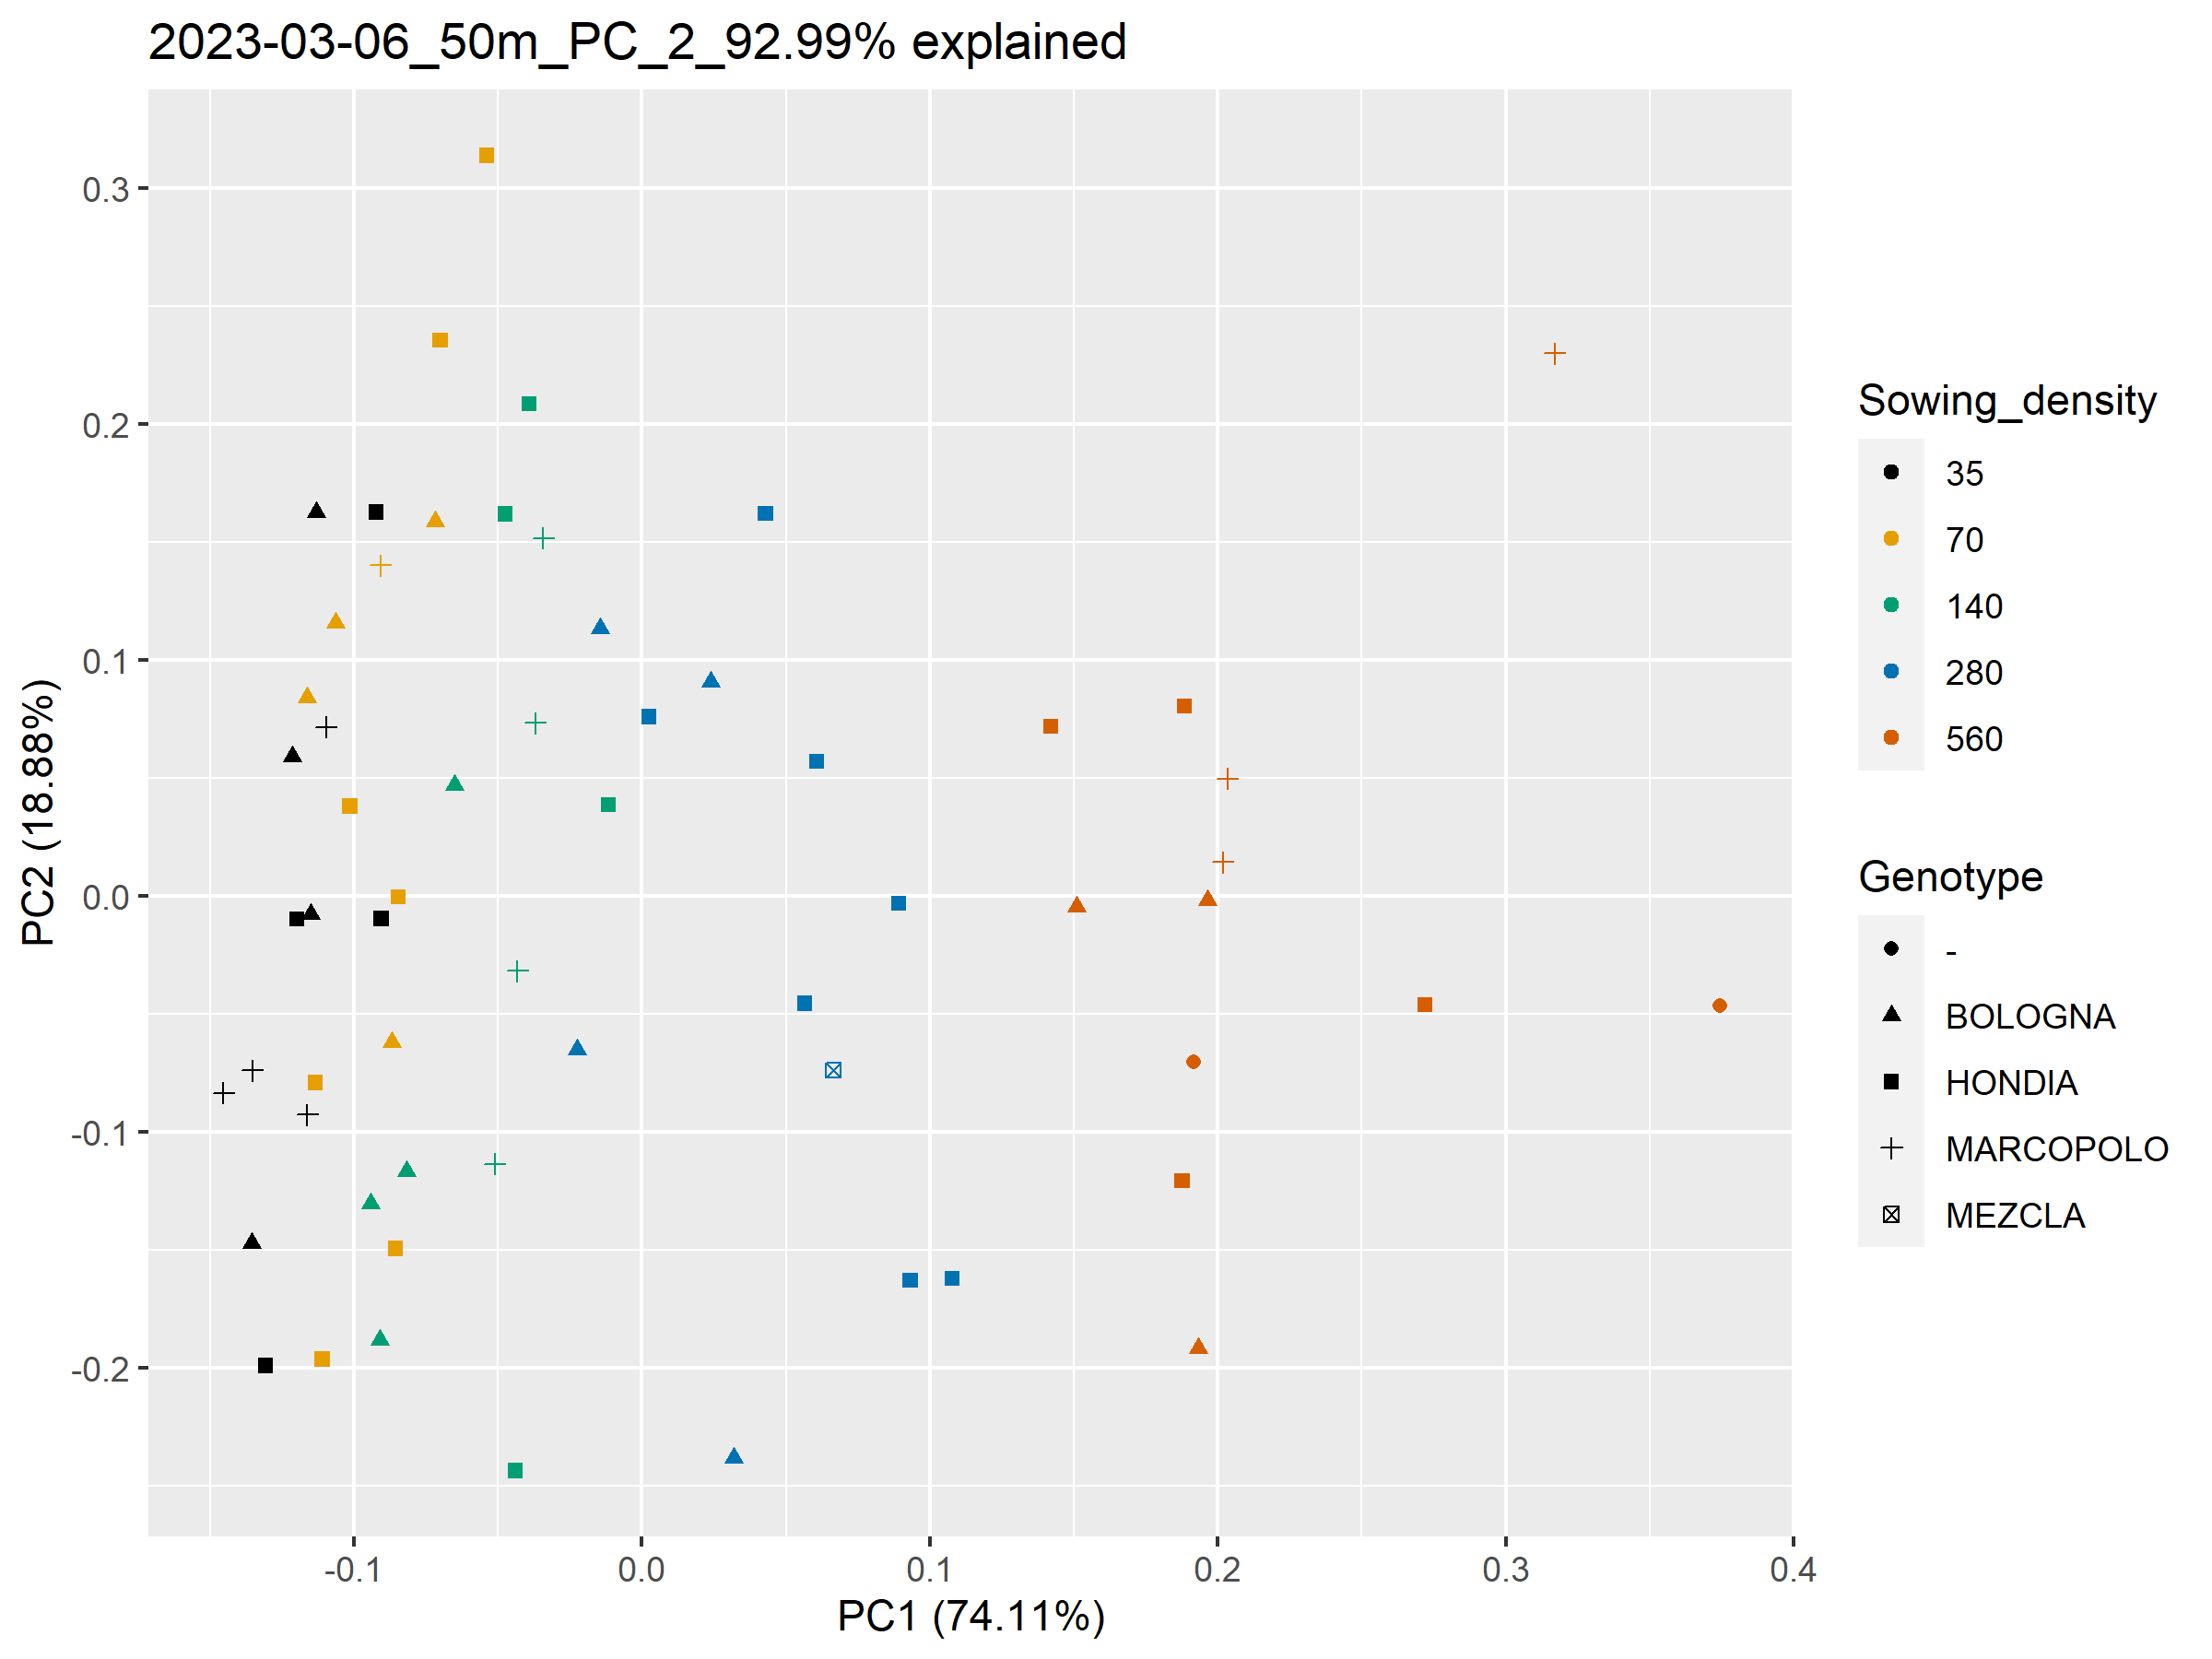 2023-03-06_50m_PC_2_92.99% explained
0.3
0.2
0.1
0.0
-0.1
-0.2
PC2 (18.88%)
-0.1
0.0
0.1
0.2
0.3
0.4
PC1 (74.11%)
Sowing_density
35
70
140
280
560
Genotype
-
BOLOGNA
HONDIA
MARCOPOLO
MEZCLA